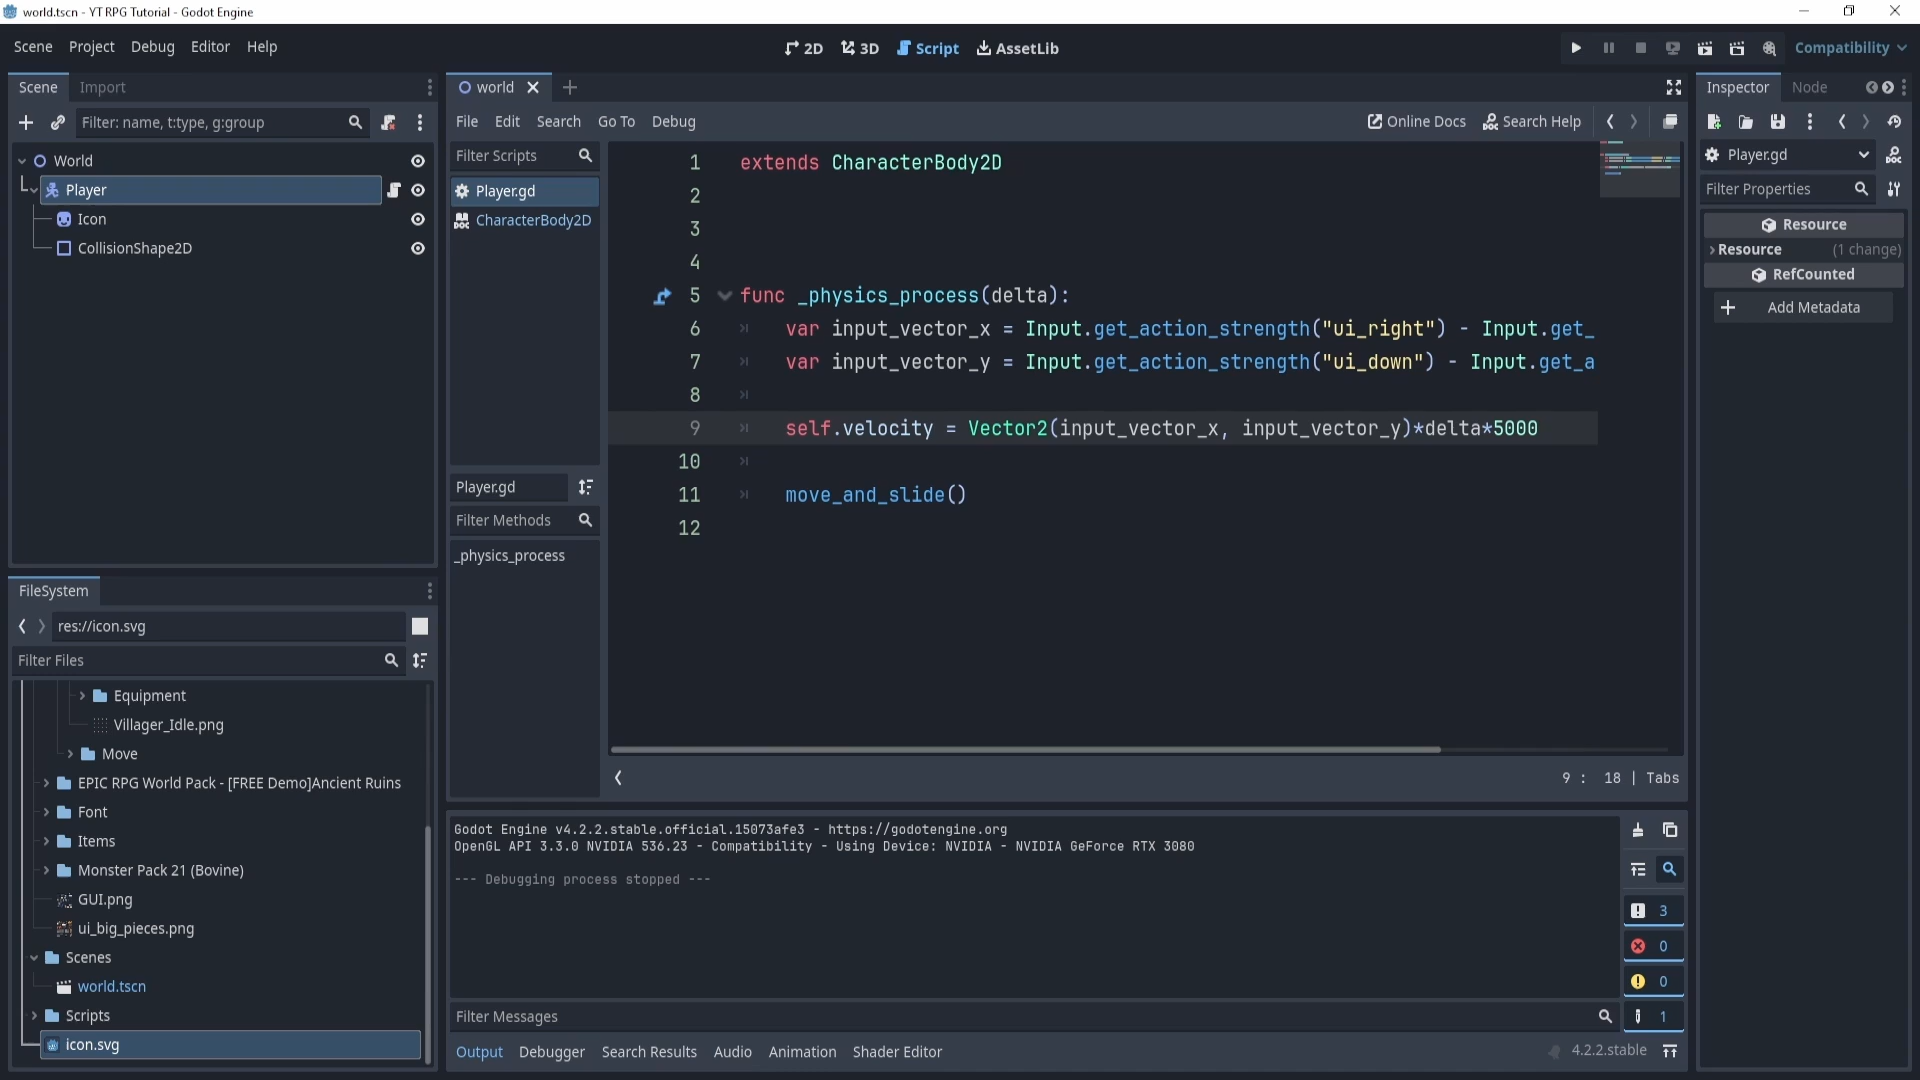 world.tscn - YT RPG Tutorial - Godot Engine
Scene Project Debug Editor Help
2D 3D Script AssetLib
Compatibility
Scene Import
Filter: name, t:type, g:group
World
Player
Icon
CollisionShape2D
FileSystem
res://icon.svg
Filter Files
Equipment
Villager_Idle.png
Move
EPIC RPG World Pack - [FREE Demo]Ancient Ruins
Font
Items
Monster Pack 21 (Bovine)
GUI.png
ui_big_pieces.png
Scenes
world.tscn
Scripts
icon.svg
world
File Edit Search Go To Debug
Online Docs Search Help
Filter Scripts
Player.gd
CharacterBody2D
Player.gd
Filter Methods
_physics_process
1 extends CharacterBody2D
2
3
4
5 func _physics_process(delta):
6 var input_vector_x = Input.get_action_strength("ui_right") - Input.get_
7 var input_vector_y = Input.get_action_strength("ui_down") - Input.get_a
8
9 self.velocity = Vector2(input_vector_x, input_vector_y)*delta*5000
10
11 move_and_slide()
12
9 : 18 | Tabs
Godot Engine v4.2.2.stable.official.15073afe3 - https://godotengine.org
OpenGL API 3.3.0 NVIDIA 536.23 - Compatibility - Using Device: NVIDIA - NVIDIA GeForce RTX 3080
--- Debugging process stopped ---
3
0
0
1
Filter Messages
Output Debugger Search Results Audio Animation Shader Editor
4.2.2.stable
Inspector Node
Player.gd
Filter Properties
Resource
Resource (1 change)
RefCounted
Add Metadata